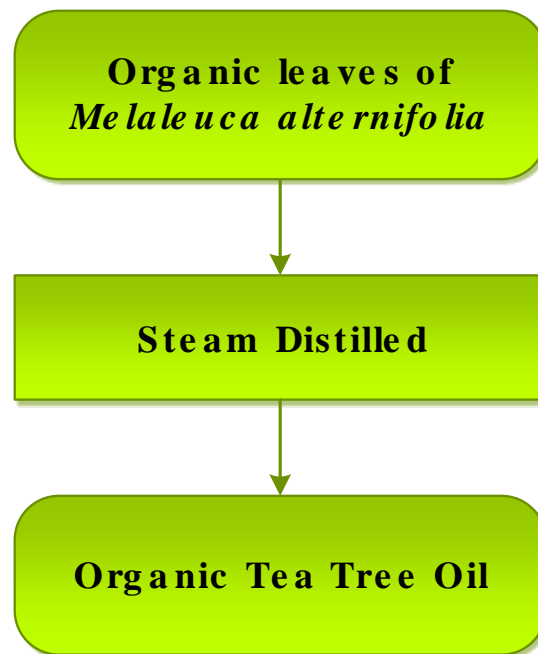 Organic leaves of
Melaleuca alternifolia
Steam Distilled
Organic Tea Tree Oil